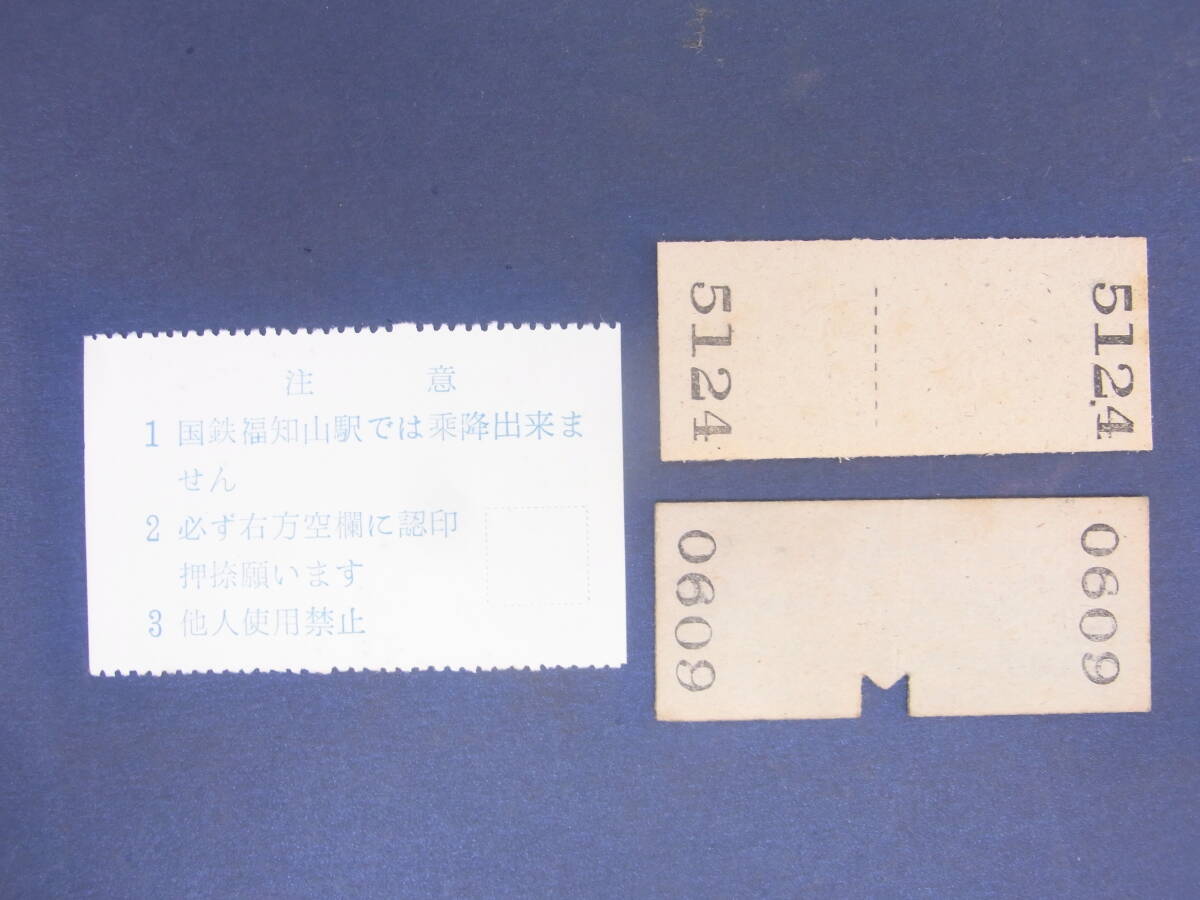 注意
1 国鉄福知山駅では乗降出来ま
せん
2 必ず右方空欄に認印
押捺願います
3 他人使用禁止
5124
5124
0609
0609